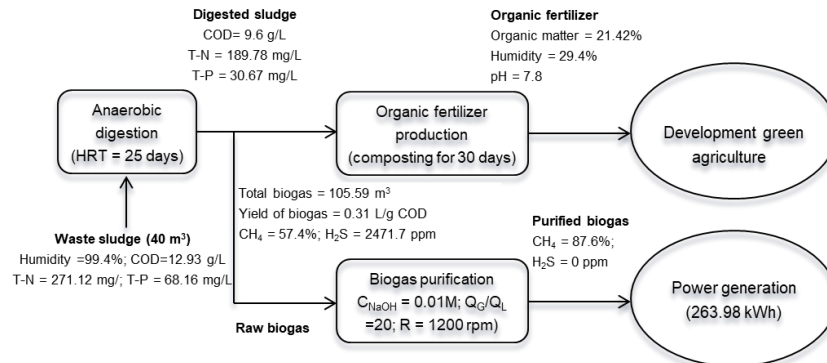 Digested sludge
COD= 9.6 g/L
T-N = 189.78 mg/L
T-P = 30.67 mg/L
Organic fertilizer
Organic matter = 21.42%
Humidity = 29.4%
pH = 7.8
Anaerobic
digestion
(HRT = 25 days)
Organic fertilizer
production
(composting for 30 days)
Development green
agriculture
Total biogas = 105.59 m³
Yield of biogas = 0.31 L/g COD
CH₄ = 57.4%; H₂S = 2471.7 ppm
Waste sludge (40 m³)
Humidity =99.4%; COD=12.93 g/L
T-N = 271.12 mg/; T-P = 68.16 mg/L
Purified biogas
CH₄ = 87.6%;
H₂S = 0 ppm
Raw biogas
Biogas purification
C_NaOH = 0.01M; Q_G/Q_L
=20; R = 1200 rpm)
Power generation
(263.98 kWh)